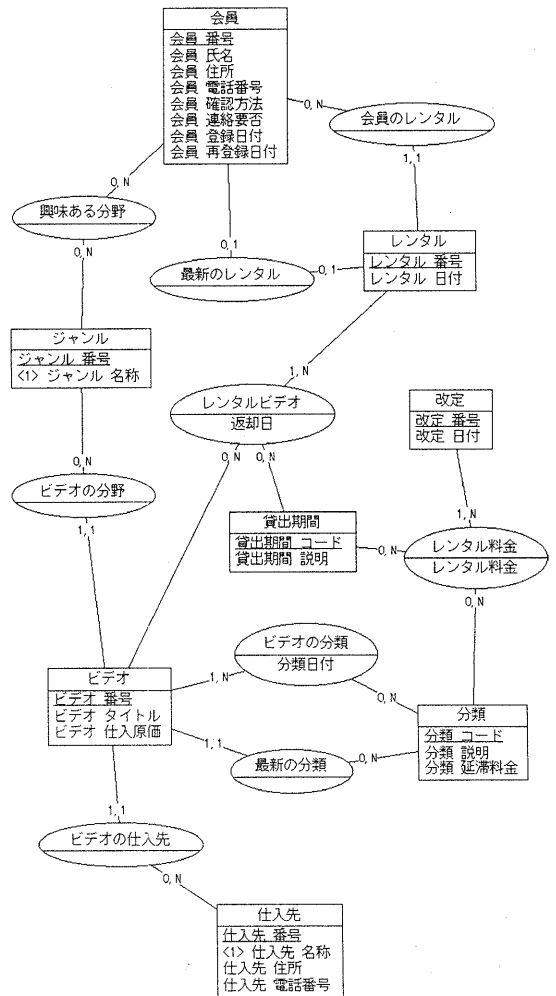 会員
会員 番号
会員 氏名
会員 住所
会員 電話番号
会員 確認方法
会員 連絡要否
会員 登録日付
会員 再登録日付
0,N
会員のレンタル
1,1
0,N
興味ある分野
0,N
0,1
最新のレンタル
0,1
レンタル
レンタル 番号
レンタル 日付
ジャンル
ジャンル 番号
<1> ジャンル 名称
1,N
レンタルビデオ
返却日
0,N
0,N
改定
改定 番号
改定 日付
0,N
ビデオの分野
1,1
貸出期間
貸出期間 コード
貸出期間 説明
0,N
1,N
レンタル料金
レンタル料金
0,N
ビデオの分類
分類日付
1,N
0,N
ビデオ
ビデオ 番号
ビデオ タイトル
ビデオ 仕入原価
1,1
最新の分類
0,N
分類
分類 コード
分類 説明
分類 延滞料金
1,1
ビデオの仕入先
0,N
仕入先
仕入先 番号
<1> 仕入先 名称
仕入先 住所
仕入先 電話番号